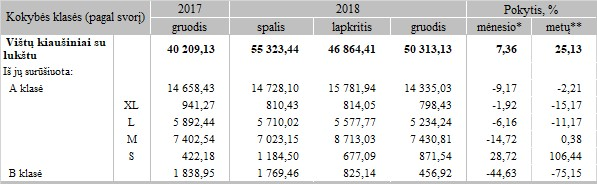 Kokybės klasės (pagal svorį) 2017 2018 Pokytis, %
gruodis spalis lapkritis gruodis mėnesio* metų**
Vištų kiaušiniai su lukštu 40 209,13 55 323,44 46 864,41 50 313,13 7,36 25,13
Iš jų surūšiuota:
A klasė 14 658,43 14 728,10 15 781,94 14 335,03 -9,17 -2,21
XL 941,27 810,43 814,05 798,43 -1,92 -15,17
L 5 892,44 5 710,02 5 577,77 5 234,24 -6,16 -11,17
M 7 402,54 7 023,15 8 713,03 7 430,81 -14,72 0,38
S 422,18 1 184,50 677,09 871,54 28,72 106,44
B klasė 1 838,95 1 769,46 825,14 456,92 -44,63 -75,15